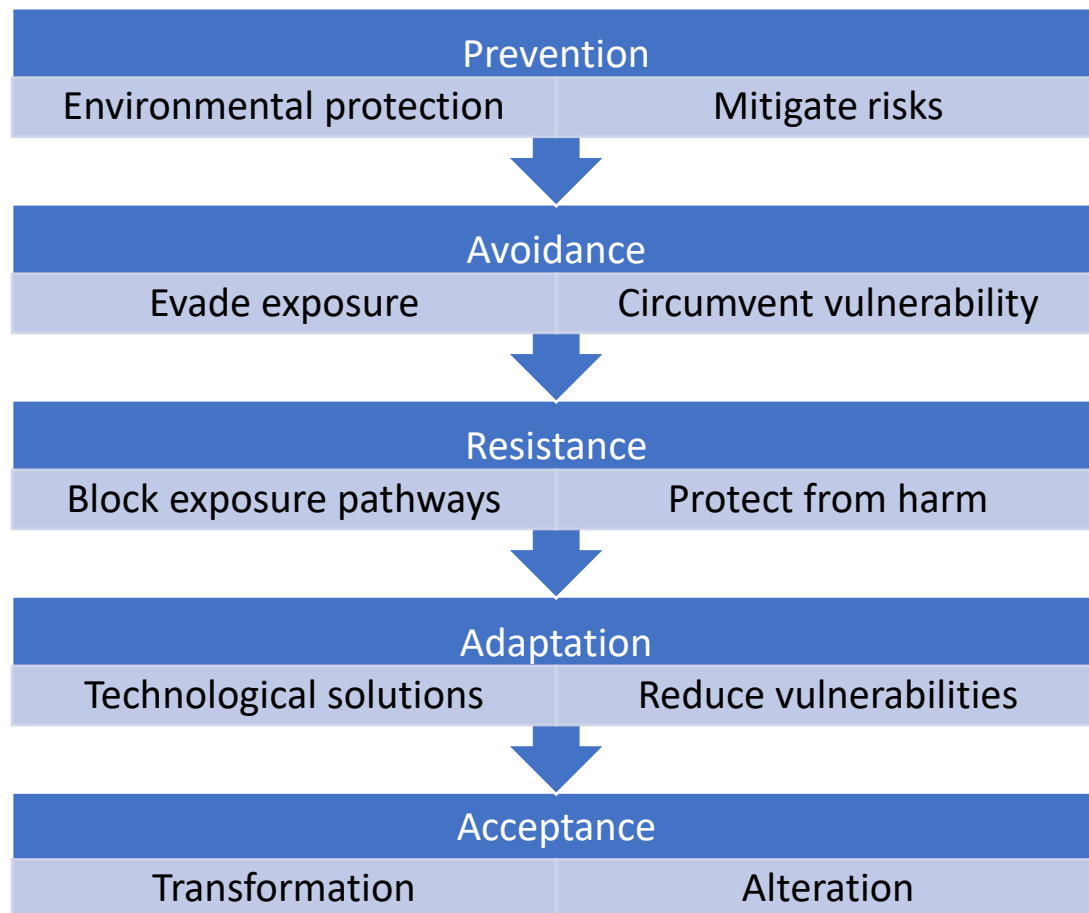 Prevention
Environmental protection Mitigate risks
Avoidance
Evade exposure Circumvent vulnerability
Resistance
Block exposure pathways Protect from harm
Adaptation
Technological solutions Reduce vulnerabilities
Acceptance
Transformation Alteration